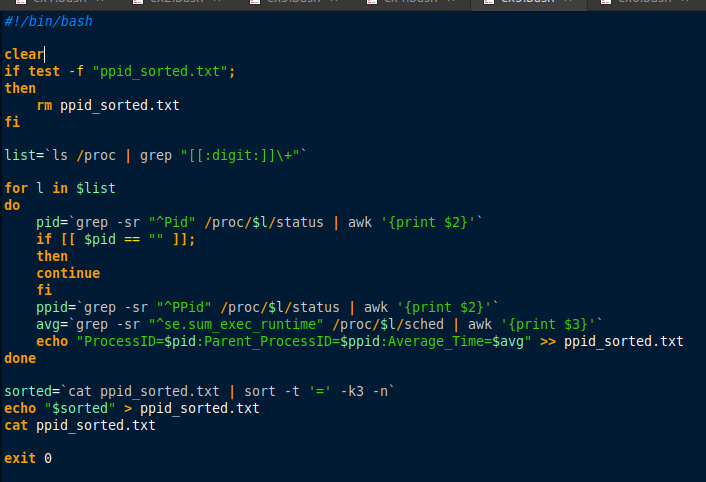 #!/bin/bash
clear
if test -f "ppid_sorted.txt";
then
rm ppid_sorted.txt
fi
list=`ls /proc | grep "[[:digit:]]\+"`
for l in $list
do
pid=`grep -sr "^Pid" /proc/$l/status | awk '{print $2}'`
if [[ $pid == "" ]];
then
continue
fi
ppid=`grep -sr "^PPid" /proc/$l/status | awk '{print $2}'`
avg=`grep -sr "^se.sum_exec_runtime" /proc/$l/sched | awk '{print $3}'`
echo "ProcessID=$pid:Parent_ProcessID=$ppid:Average_Time=$avg" >> ppid_sorted.txt
done
sorted=`cat ppid_sorted.txt | sort -t '=' -k3 -n`
echo "$sorted" > ppid_sorted.txt
cat ppid_sorted.txt
exit 0